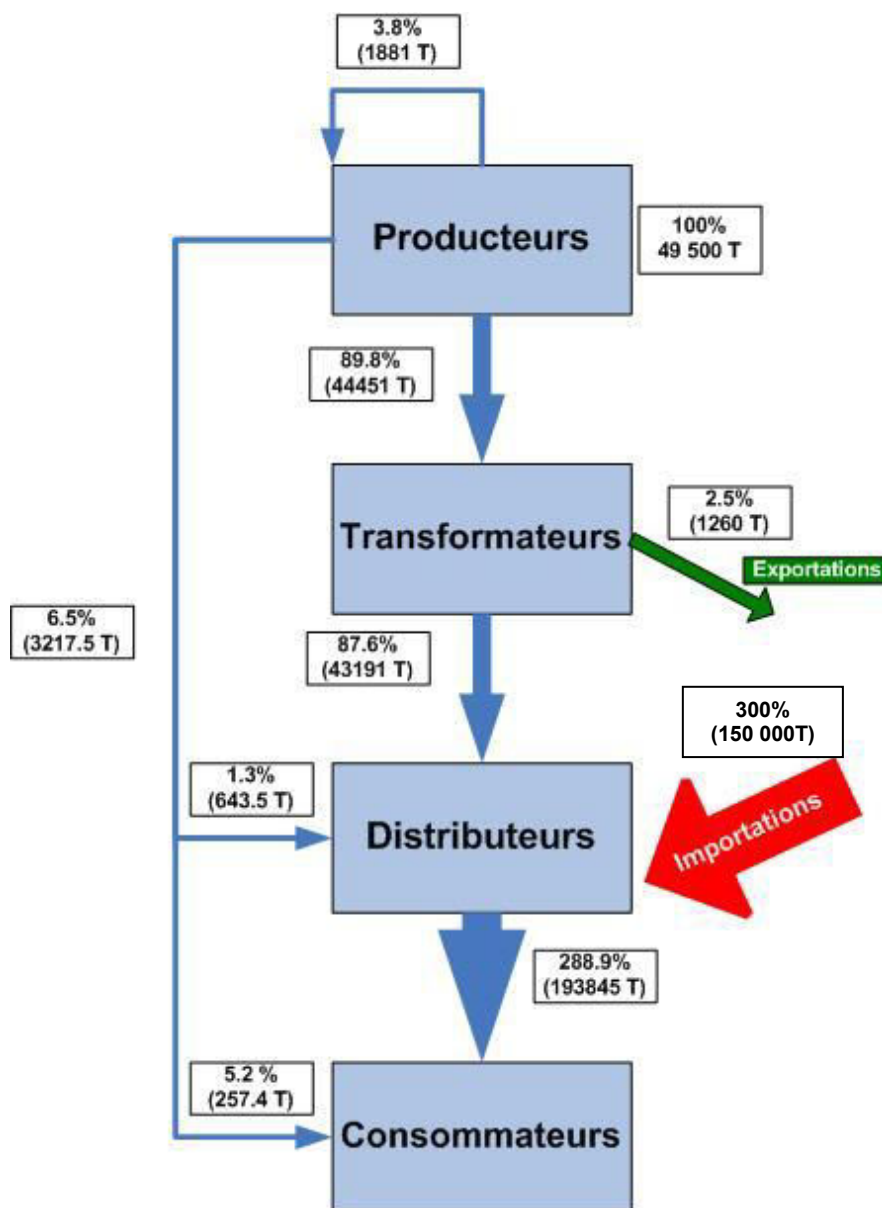 3.8%
(1881 T)
Producteurs
100%
49 500 T
89.8%
(44451 T)
Transformateurs
2.5%
(1260 T)
Exportations
6.5%
(3217.5 T)
87.6%
(43191 T)
300%
(150 000T)
Importations
1.3%
(643.5 T)
Distributeurs
288.9%
(193845 T)
5.2 %
(257.4 T)
Consommateurs